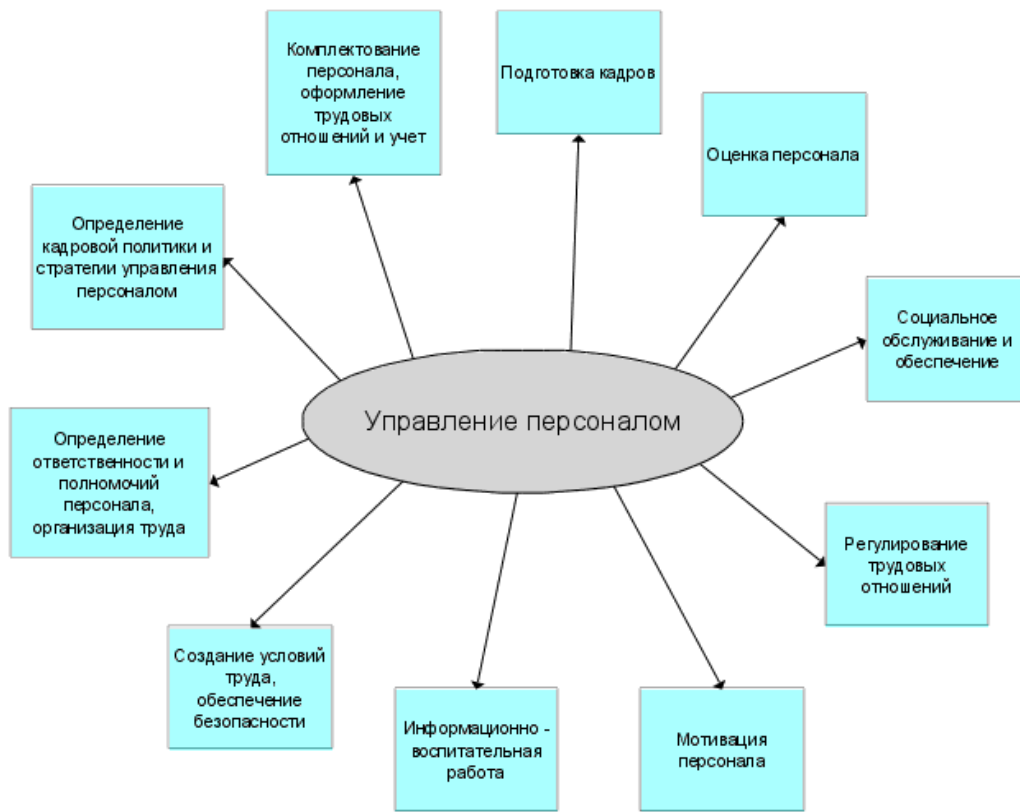 Комплектование
персонала,
оформление
трудовых
отношений и учет
Подготовка кадров
Оценка персонала
Определение
кадровой политики и
стратегии управления
персоналом
Социальное
обслуживание и
обеспечение
Управление персоналом
Определение
ответственности и
полномочий
персонала,
организация труда
Регулирование
трудовых
отношений
Создание условий
труда,
обеспечение
безопасности
Информационно -
воспитательная
работа
Мотивация
персонала